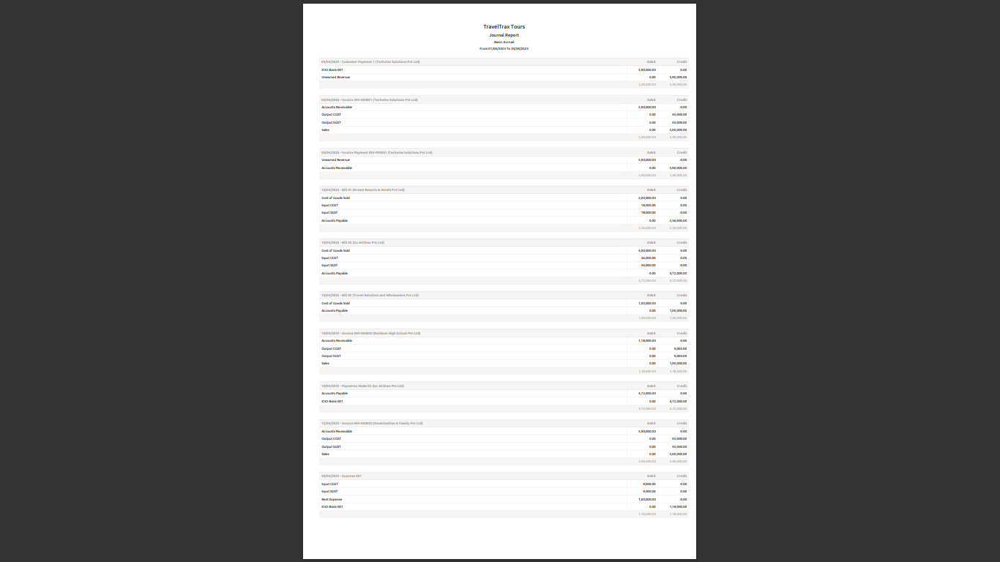 TravelTrax Tours
Journal Report
Basis: Accrual
From 01/04/2023 To 30/04/2023
05/04/2023 - Customer Payment 1 (Techwise Solutions Pvt Ltd) Debit Credit
ICICI Bank-001 5,90,000.00 0.00
Unearned Revenue 0.00 5,90,000.00
5,90,000.00 5,90,000.00
05/04/2023 - Invoice INV-000001 (Techwise Solutions Pvt Ltd) Debit Credit
Accounts Receivable 5,90,000.00 0.00
Output CGST 0.00 45,000.00
Output SGST 0.00 45,000.00
Sales 0.00 5,00,000.00
5,90,000.00 5,90,000.00
05/04/2023 - Invoice Payment INV-000001 (Techwise Solutions Pvt Ltd) Debit Credit
Unearned Revenue 5,90,000.00 0.00
Accounts Receivable 0.00 5,90,000.00
5,90,000.00 5,90,000.00
10/04/2023 - Bill 01 (Dream Resorts & Hotels Pvt Ltd) Debit Credit
Cost of Goods Sold 2,00,000.00 0.00
Input CGST 18,000.00 0.00
Input SGST 18,000.00 0.00
Accounts Payable 0.00 2,36,000.00
2,36,000.00 2,36,000.00
10/04/2023 - Bill 03 (Go Airlines Pvt Ltd) Debit Credit
Cost of Goods Sold 4,00,000.00 0.00
Input CGST 36,000.00 0.00
Input SGST 36,000.00 0.00
Accounts Payable 0.00 4,72,000.00
4,72,000.00 4,72,000.00
10/04/2023 - Bill 02 (Travel Retailers and Wholesalers Pvt Ltd) Debit Credit
Cost of Goods Sold 1,00,000.00 0.00
Accounts Payable 0.00 1,00,000.00
1,00,000.00 1,00,000.00
10/04/2023 - Invoice (Rainbow High School Pvt Ltd) Debit Credit
Accounts Receivable 1,18,000.00 0.00
Output CGST 0.00 9,000.00
Output SGST 0.00 9,000.00
Sales 0.00 1,00,000.00
1,18,000.00 1,18,000.00
10/04/2023 - Payments Made 03 (Go Airlines Pvt Ltd) Debit Credit
Accounts Payable 4,72,000.00 0.00
ICICI Bank-001 0.00 4,72,000.00
4,72,000.00 4,72,000.00
15/04/2023 - Invoice (Swaminathan & Family Pvt Ltd) Debit Credit
Accounts Receivable 5,90,000.00 0.00
Output CGST 0.00 45,000.00
Output SGST 0.00 45,000.00
Sales 0.00 5,00,000.00
5,90,000.00 5,90,000.00
30/04/2023 - Expense 001 Debit Credit
Input CGST 9,000.00 0.00
Input SGST 9,000.00 0.00
Rent Expense 1,00,000.00 0.00
ICICI Bank-001 0.00 1,18,000.00
1,18,000.00 1,18,000.00